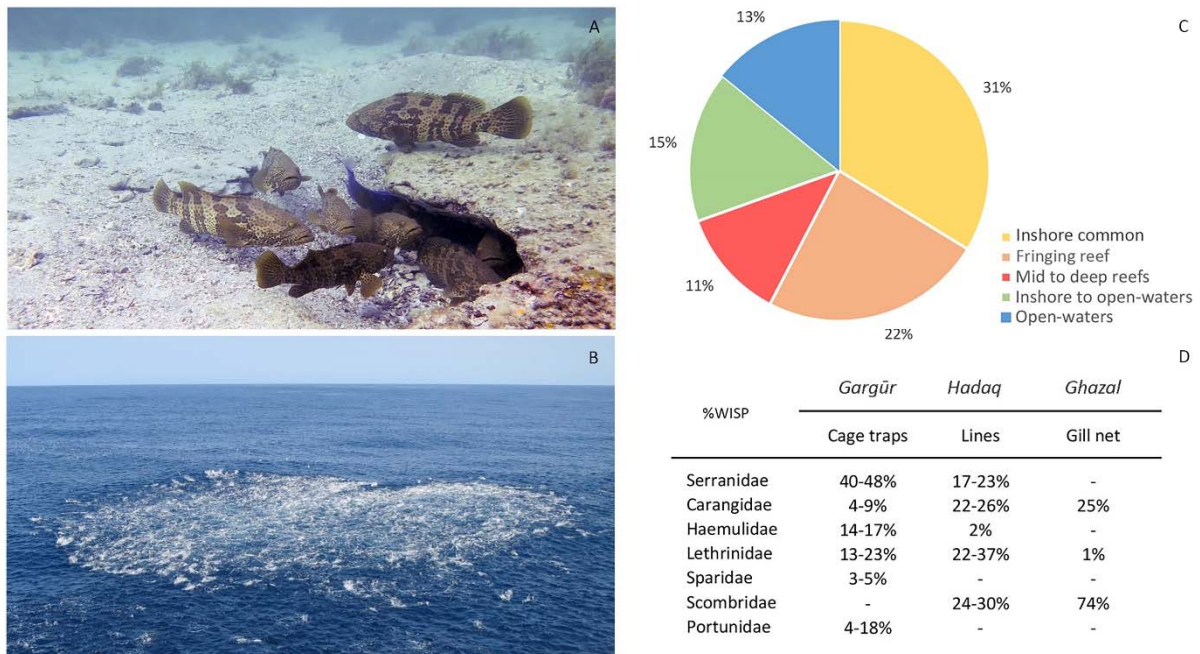 A
B
C
13%
31%
15%
11%
22%
Inshore common
Fringing reef
Mid to deep reefs
Inshore to open-waters
Open-waters
D
%WISP Gargūr Hadaq Ghazal
Cage traps Lines Gill net
Serranidae 40-48% 17-23% -
Carangidae 4-9% 22-26% 25%
Haemulidae 14-17% 2% -
Lethrinidae 13-23% 22-37% 1%
Sparidae 3-5% - -
Scombridae - 24-30% 74%
Portunidae 4-18% - -